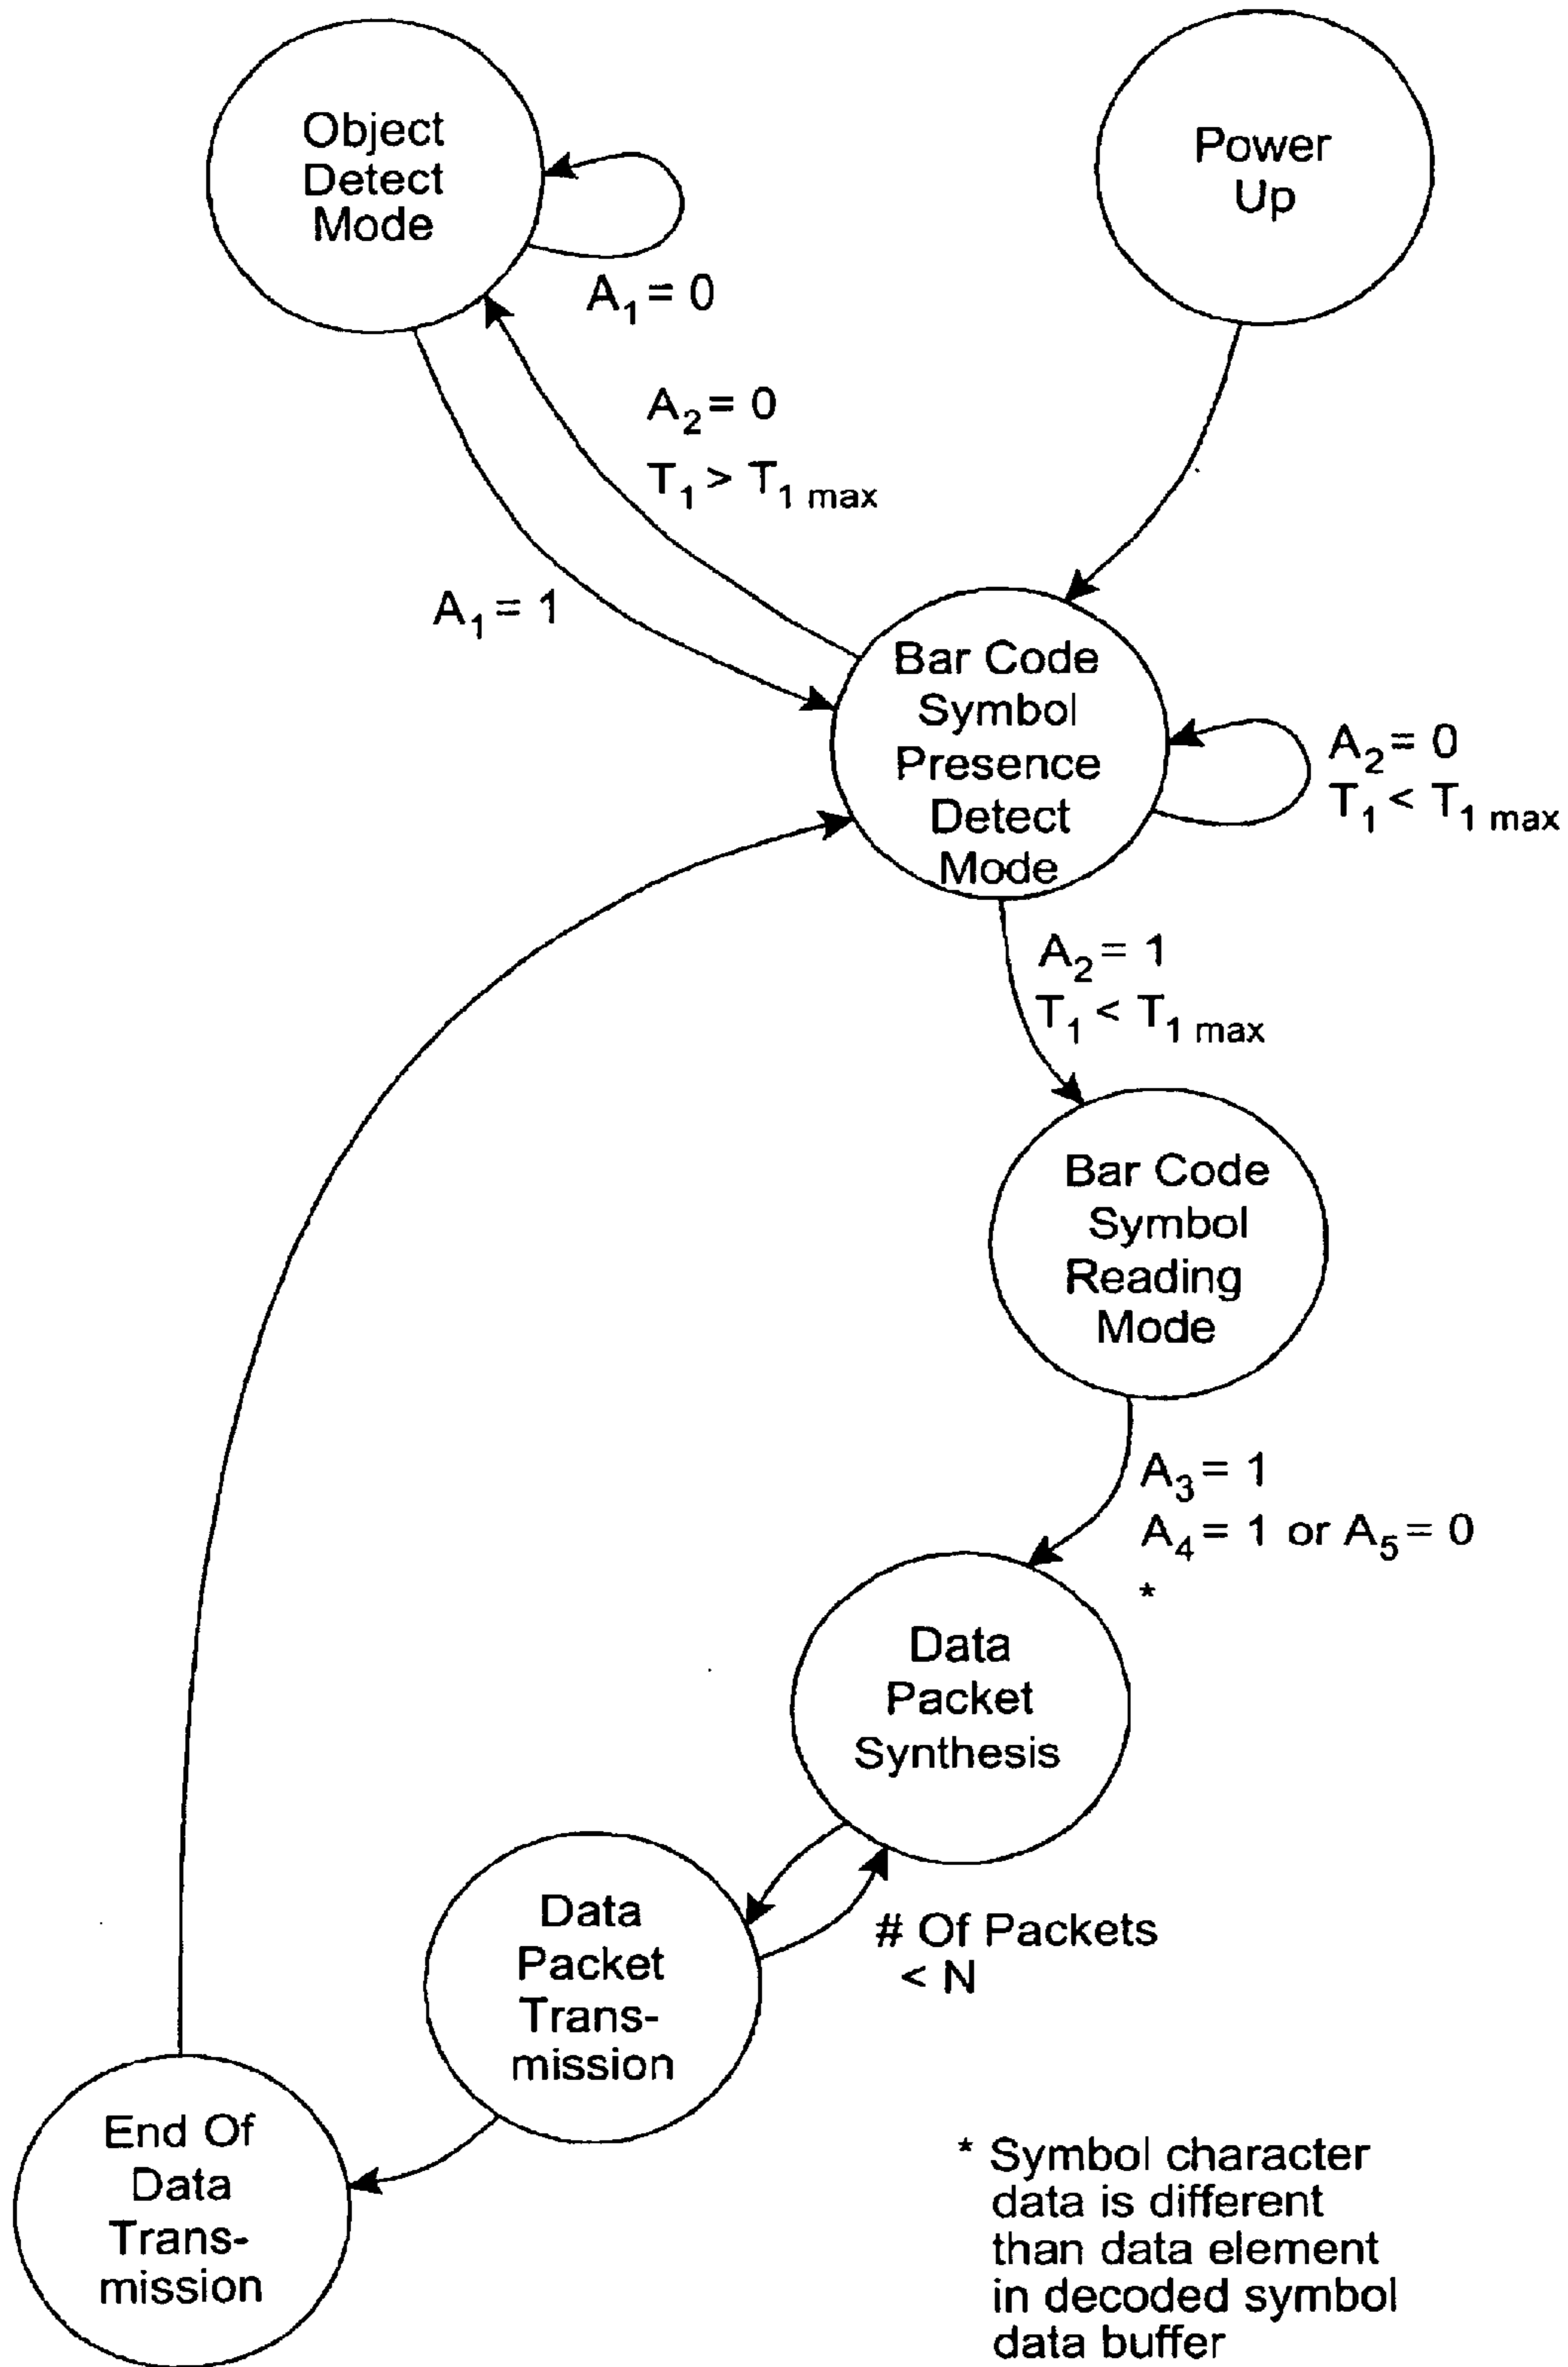 Object
Detect
Mode
Power
Up
A₁ = 0
A₂ = 0
T₁ > T₁ max
A₁ = 1
Bar Code
Symbol
Presence
Detect
Mode
A₂ = 0
T₁ < T₁ max
A₂ = 1
T₁ < T₁ max
Bar Code
Symbol
Reading
Mode
A₃ = 1
A₄ = 1 or A₅ = 0
*
Data
Packet
Synthesis
# Of Packets
< N
Data
Packet
Trans-
mission
End Of
Data
Trans-
mission
* Symbol character
data is different
than data element
in decoded symbol
data buffer